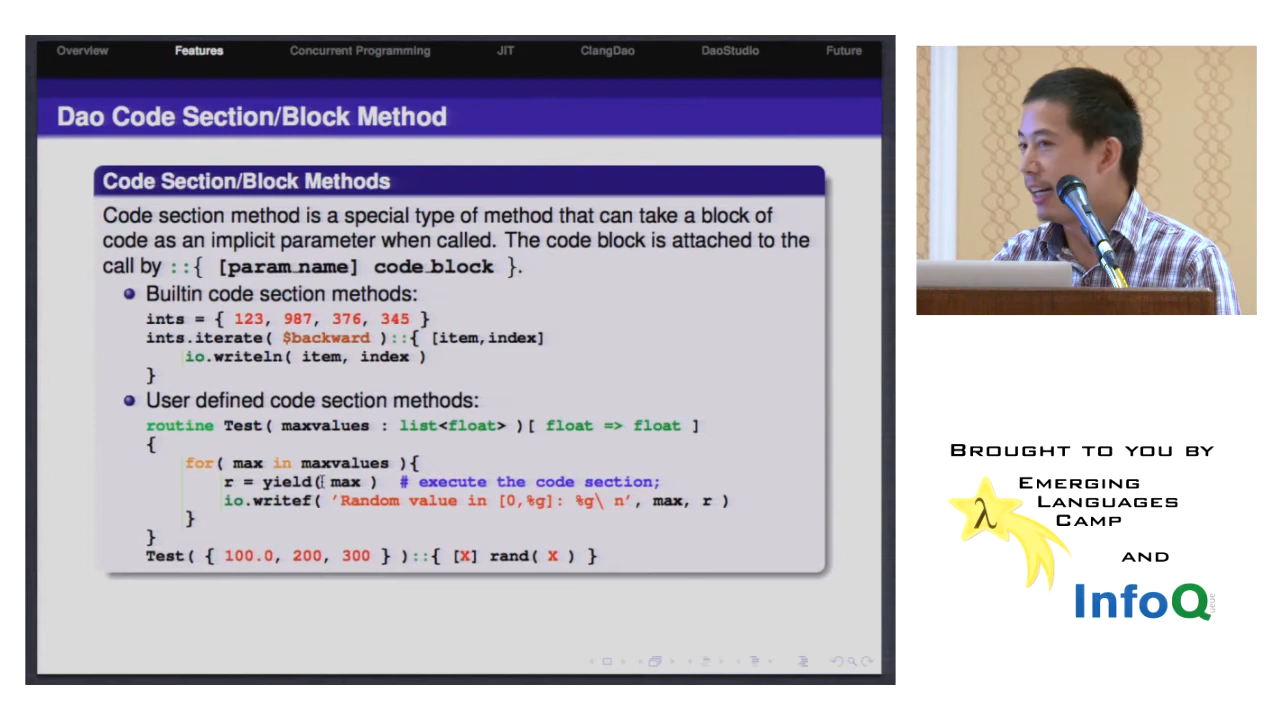 Overview Features Concurrent Programming JIT ClangDao DaoStudio Future
Dao Code Section/Block Method
Code Section/Block Methods
Code section method is a special type of method that can take a block of
code as an implicit parameter when called. The code block is attached to the
call by ::{ [param_name] code_block }.
Builtin code section methods:
ints = { 123, 987, 376, 345 }
ints.iterate( $backward )::{ [item,index]
io.writeln( item, index )
}
User defined code section methods:
routine Test( maxvalues : list<float> )[ float => float ]
{
for( max in maxvalues ){
r = yield( max ) # execute the code section;
io.writef( 'Random value in [0,%g]: %g\ n', max, r )
}
}
Test( { 100.0, 200, 300 } )::{ [X] rand( X ) }
Brought to you by
Emerging
Languages
Camp
λ
and
InfoQ
ueue